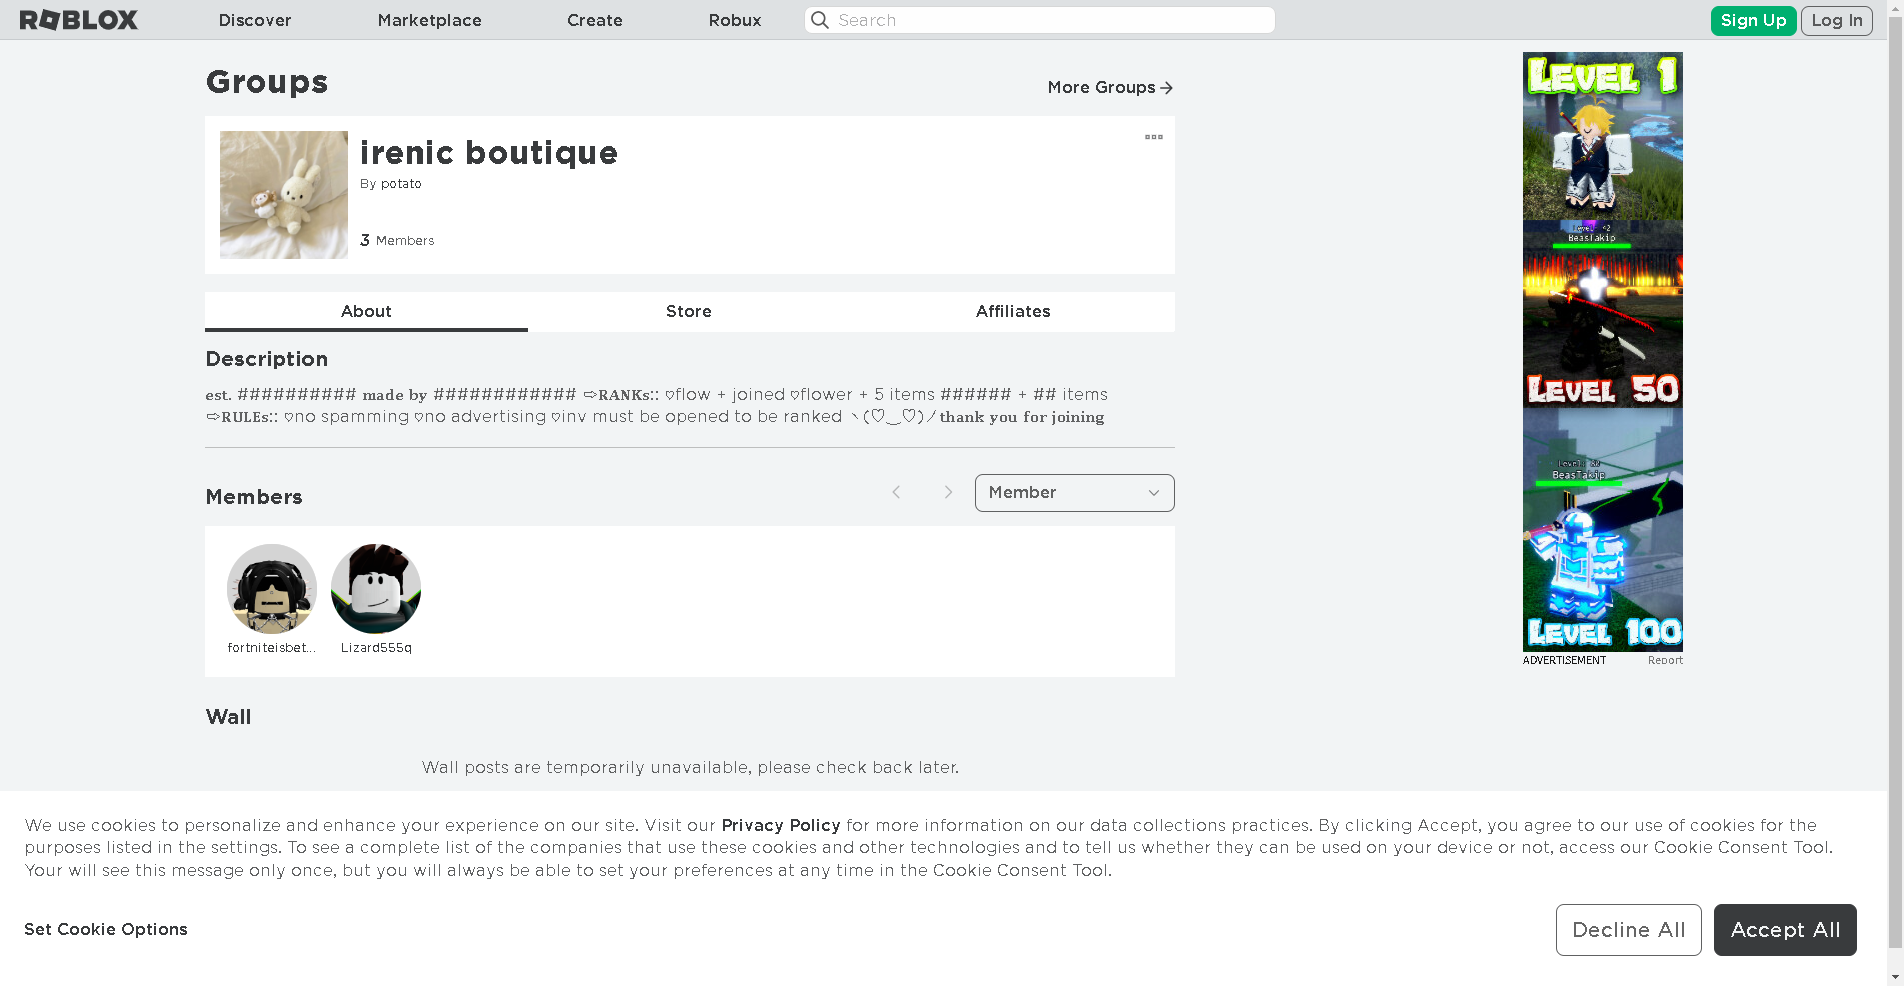 ROBLOX
Discover
Marketplace
Create
Robux
Search
Sign Up
Log In
Groups
More Groups
irenic boutique
By potato
3 Members
About
Store
Affiliates
Description
est. ########## made by ############ ⇨RANKs:: ♡flow + joined ♡flower + 5 items ###### + ## items
⇨RULEs:: ♡no spamming ♡no advertising ♡inv must be opened to be ranked ヽ(♡‿♡)ノthank you for joining
Members
Member
fortniteisbet...
Lizard555q
Wall
Wall posts are temporarily unavailable, please check back later.
LEVEL 1
BeasTakip
LEVEL 50
BeasTakip
LEVEL 100
ADVERTISEMENT
Report
We use cookies to personalize and enhance your experience on our site. Visit our Privacy Policy for more information on our data collections practices. By clicking Accept, you agree to our use of cookies for the
purposes listed in the settings. To see a complete list of the companies that use these cookies and other technologies and to tell us whether they can be used on your device or not, access our Cookie Consent Tool.
Your will see this message only once, but you will always be able to set your preferences at any time in the Cookie Consent Tool.
Set Cookie Options
Decline All
Accept All